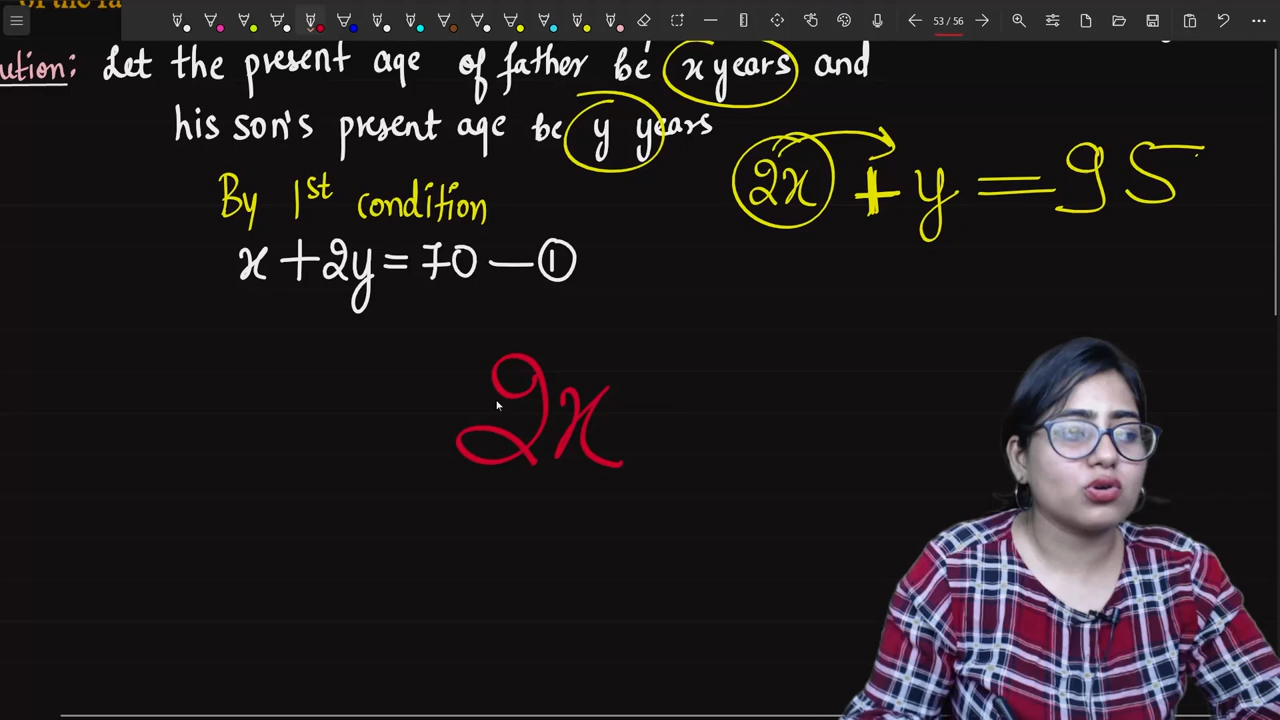 53 / 56
ution: Let the present age of father be x years and
his son's present age be y years
2x + y = 95
By 1st condition
x + 2y = 70 — ①
2x